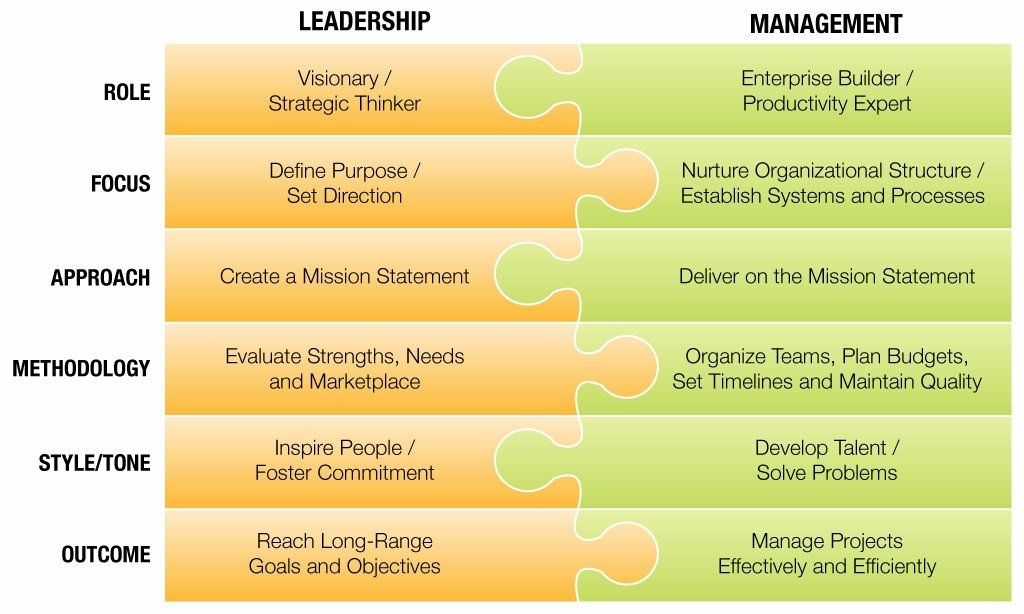 LEADERSHIP
MANAGEMENT
ROLE
Visionary /
Strategic Thinker
Enterprise Builder /
Productivity Expert
FOCUS
Define Purpose /
Set Direction
Nurture Organizational Structure /
Establish Systems and Processes
APPROACH
Create a Mission Statement
Deliver on the Mission Statement
METHODOLOGY
Evaluate Strengths, Needs
and Marketplace
Organize Teams, Plan Budgets,
Set Timelines and Maintain Quality
STYLE/TONE
Inspire People /
Foster Commitment
Develop Talent /
Solve Problems
OUTCOME
Reach Long-Range
Goals and Objectives
Manage Projects
Effectively and Efficiently